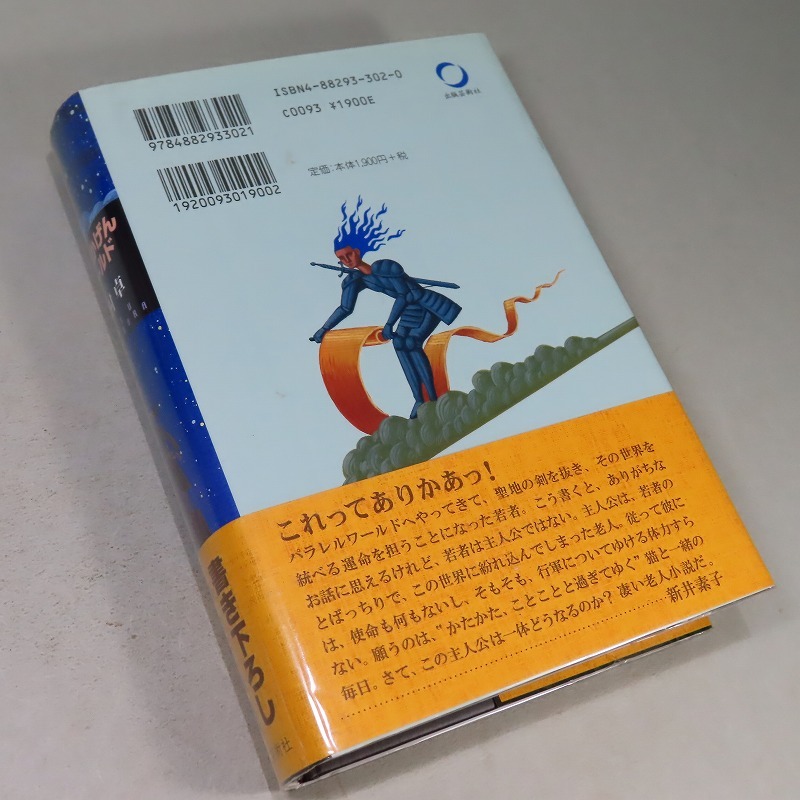 ISBN4-88293-302-0
C0093 ¥1900E
出版芸術社
9784882933021
定価:本体1,900円+税
1920093019002
げん
ルド
卓
これってありかあっ!
パラレルワールドへやってきて、聖地の剣を抜き、その世界を
統べる運命を担うことになった若者。こう書くと、ありがちな
お話に思えるけれど、若者は主人公ではない。主人公は、若者の
とばっちりで、この世界に紛れ込んでしまった老人。従って彼に
は、使命も何もないし、そもそも、行軍についてゆける体力すら
ない。願うのは、"かたかた、ことことと過ぎてゆく"猫と一緒の
毎日。さて、この主人公は一体どうなるのか? 凄い老人小説だ。
新井素子
書き下ろし
社